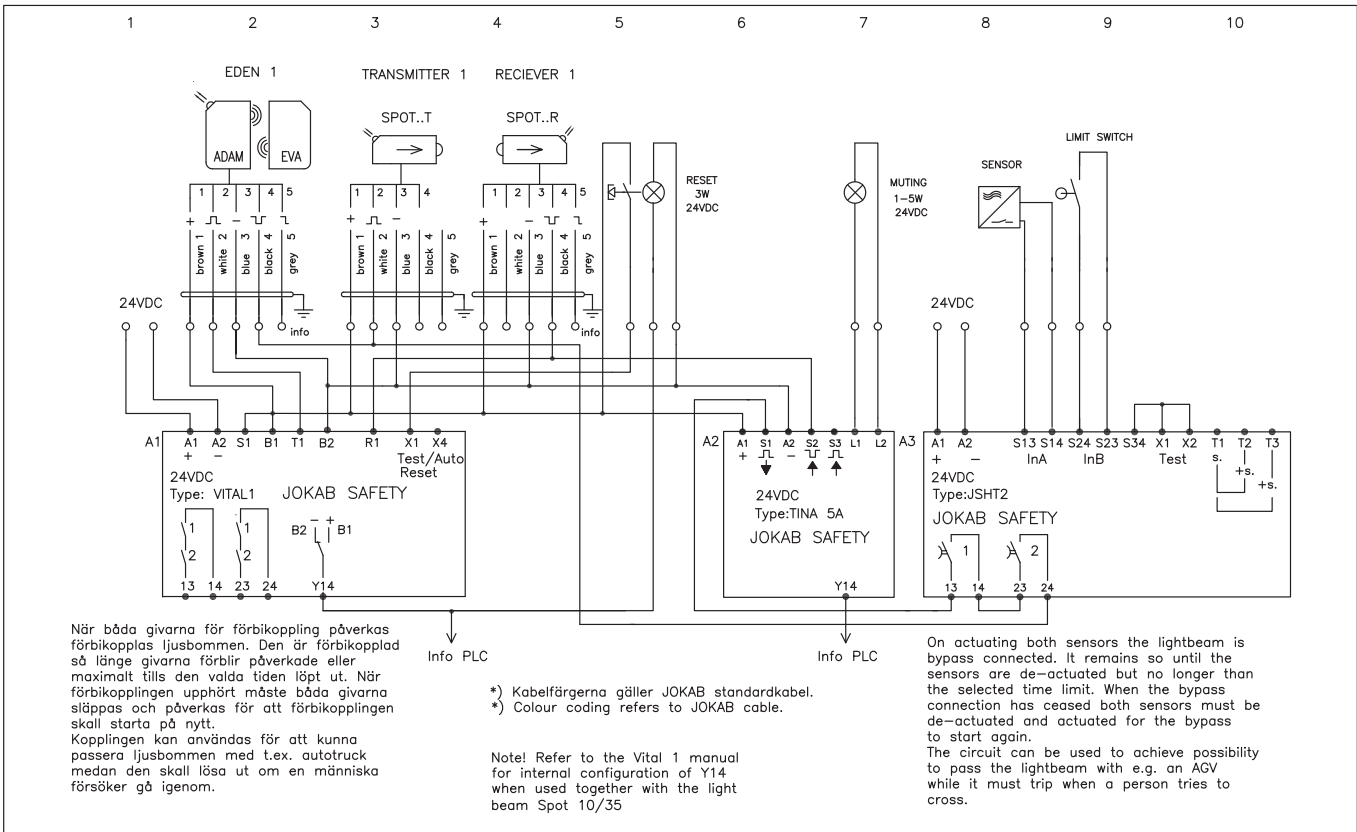 1 2 3 4 5 6 7 8 9 10
EDEN 1
TRANSMITTER 1
RECIEVER 1
SPOT..T
SPOT..R
ADAM
EVA
LIMIT SWITCH
SENSOR
RESET
3W
24VDC
MUTING
1-5W
24VDC
1 2 3 4 5
1 2 3 4
1 2 3 4 5
+ −
+ −
+ −
brown 1
white 2
blue 3
black 4
grey 5
brown 1
white 2
blue 3
black 4
grey 5
brown 1
white 2
blue 3
black 4
grey 5
24VDC
info
info
24VDC
A1
A1 A2 S1 B1 T1 B2 R1 X1 X4
+ −
Test/Auto
Reset
24VDC
Type: VITAL1
JOKAB SAFETY
1
2
1
2
B2 − + B1
13 14 23 24 Y14
A2
A1 S1 A2 S2 S3 L1 L2
+ −
24VDC
Type:TINA 5A
JOKAB SAFETY
Y14
A3
A1 A2 S13 S14 S24 S23 S34 X1 X2 T1 T2 T3
+ − InA InB Test s. +s. +s.
24VDC
Type:JSHT2
JOKAB SAFETY
1 2
13 14 23 24
Info PLC
Info PLC
När båda givarna för förbikoppling påverkas
förbikopplas ljusbommen. Den är förbikopplad
så länge givarna förblir påverkade eller
maximalt tills den valda tiden löpt ut. När
förbikopplingen upphört måste båda givarna
släppas och påverkas för att förbikopplingen
skall starta på nytt.
Kopplingen kan användas för att kunna
passera ljusbommen med t.ex. autotruck
medan den skall lösa ut om en människa
försöker gå igenom.
*) Kabelfärgerna gäller JOKAB standardkabel.
*) Colour coding refers to JOKAB cable.
Note! Refer to the Vital 1 manual
for internal configuration of Y14
when used together with the light
beam Spot 10/35
On actuating both sensors the lightbeam is
bypass connected. It remains so until the
sensors are de-actuated but no longer than
the selected time limit. When the bypass
connection has ceased both sensors must be
de-actuated and actuated for the bypass
to start again.
The circuit can be used to achieve possibility
to pass the lightbeam with e.g. an AGV
while it must trip when a person tries to
cross.